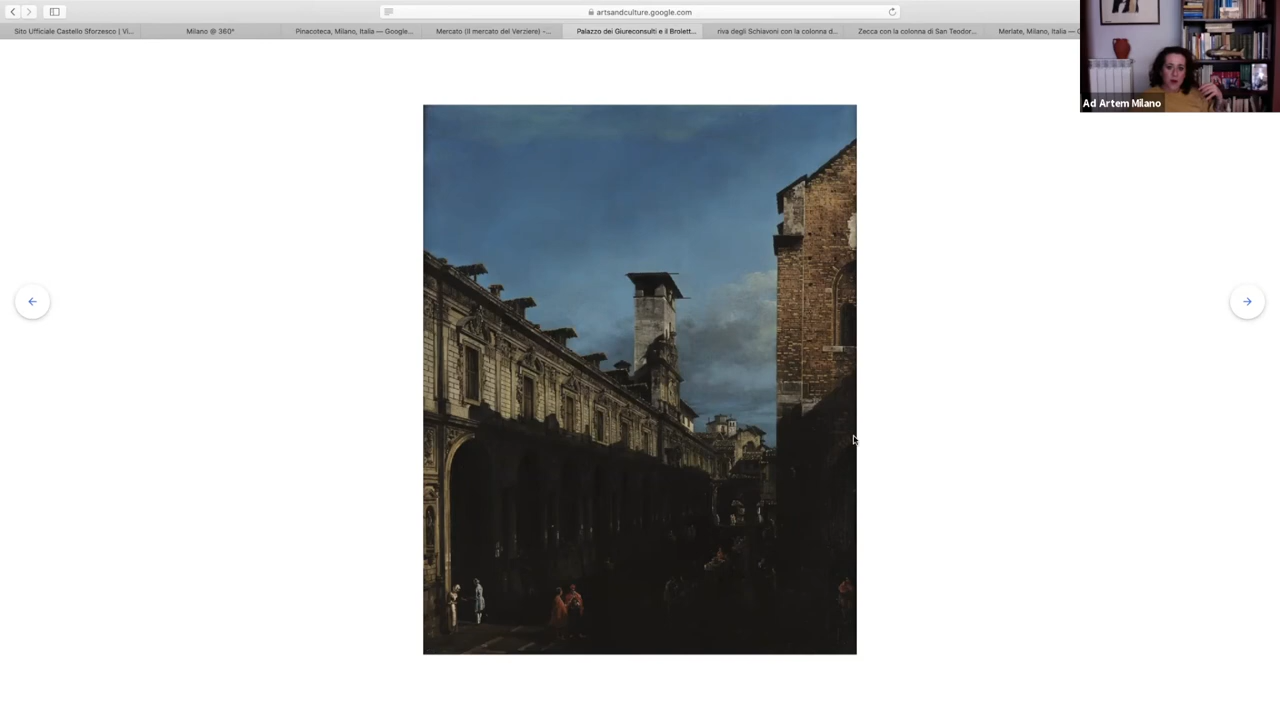 artsandculture.google.com
Sito Ufficiale Castello Sforzesco | Vi...
Milano @ 360°
Pinacoteca, Milano, Italia — Google...
Mercato (Il mercato del Verziere) -...
Palazzo dei Giureconsulti e il Broiett...
riva degli Schiavoni con la colonna d...
Zecca con la colonna di San Teodor...
Merlate, Milano, Italia —
Ad Artem Milano